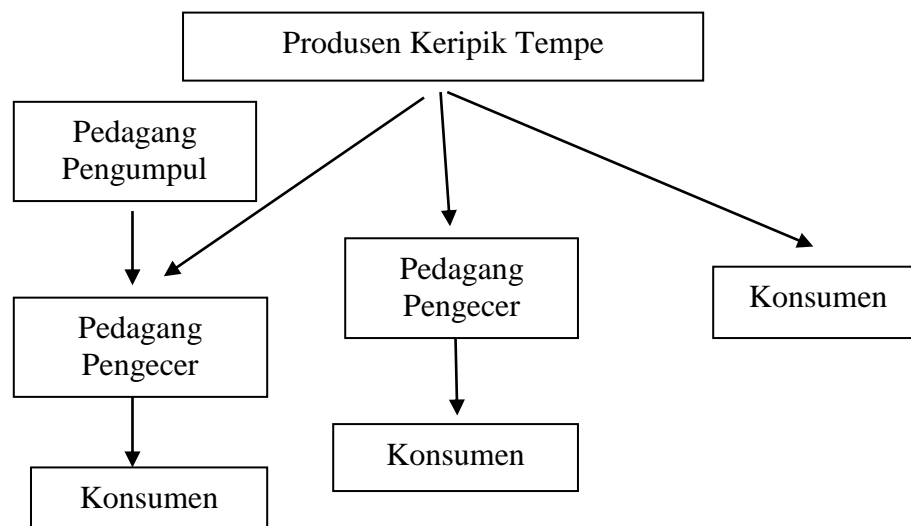 Produsen Keripik Tempe
Pedagang
Pengumpul
Pedagang
Pengecer
Konsumen
Pedagang
Pengecer
Konsumen
Konsumen